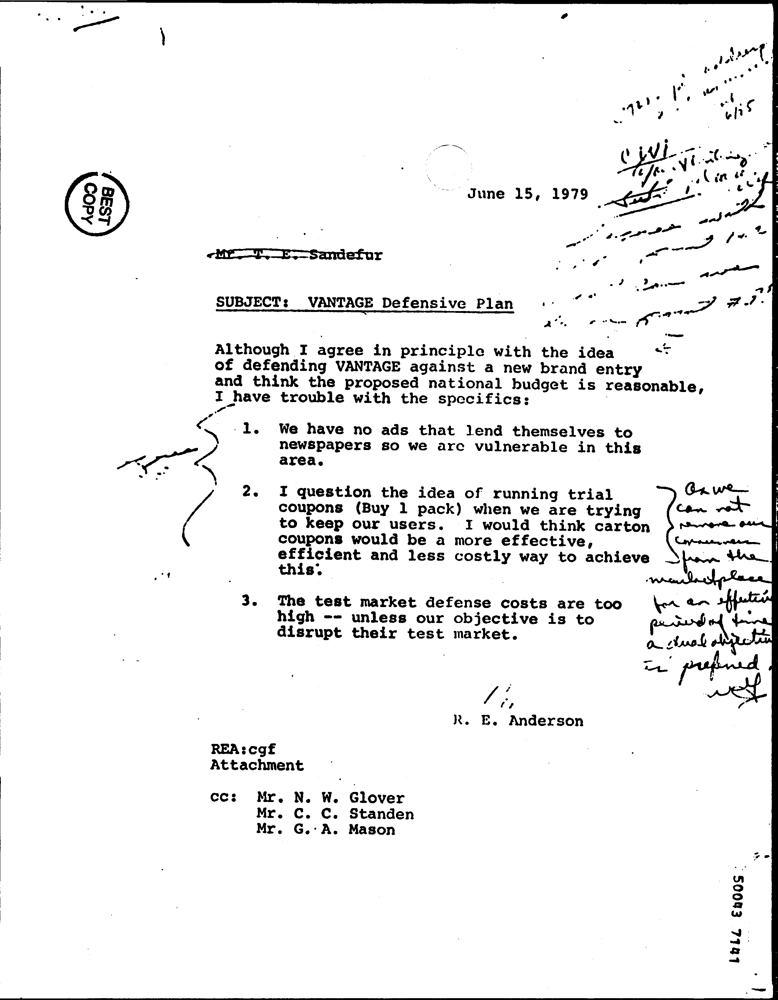 6/15
BEST
COPY
June 15, 1979
Mr. T. E. Sandefur
SUBJECT: VANTAGE Defensive Plan
Although I agree in principle with the idea
of defending VANTAGE against a new brand entry
and think the proposed national budget is reasonable,
I have trouble with the specifics:
1. We have no ads that lend themselves to
newspapers so we are vulnerable in this
area.
2. I question the idea of running trial
coupons (Buy 1 pack) when we are trying
to keep our users. I would think carton
coupons would be a more effective,
efficient and less costly way to achieve
this.
As we
can not
remove our
consumers
from the
marketplace
for an effective
period of time
a dual objective
is preferred.
3. The test market defense costs are too
high -- unless our objective is to
disrupt their test market.
R. E. Anderson
REA:cgf
Attachment
cc: Mr. N. W. Glover
Mr. C. C. Standen
Mr. G. A. Mason
50043 7141